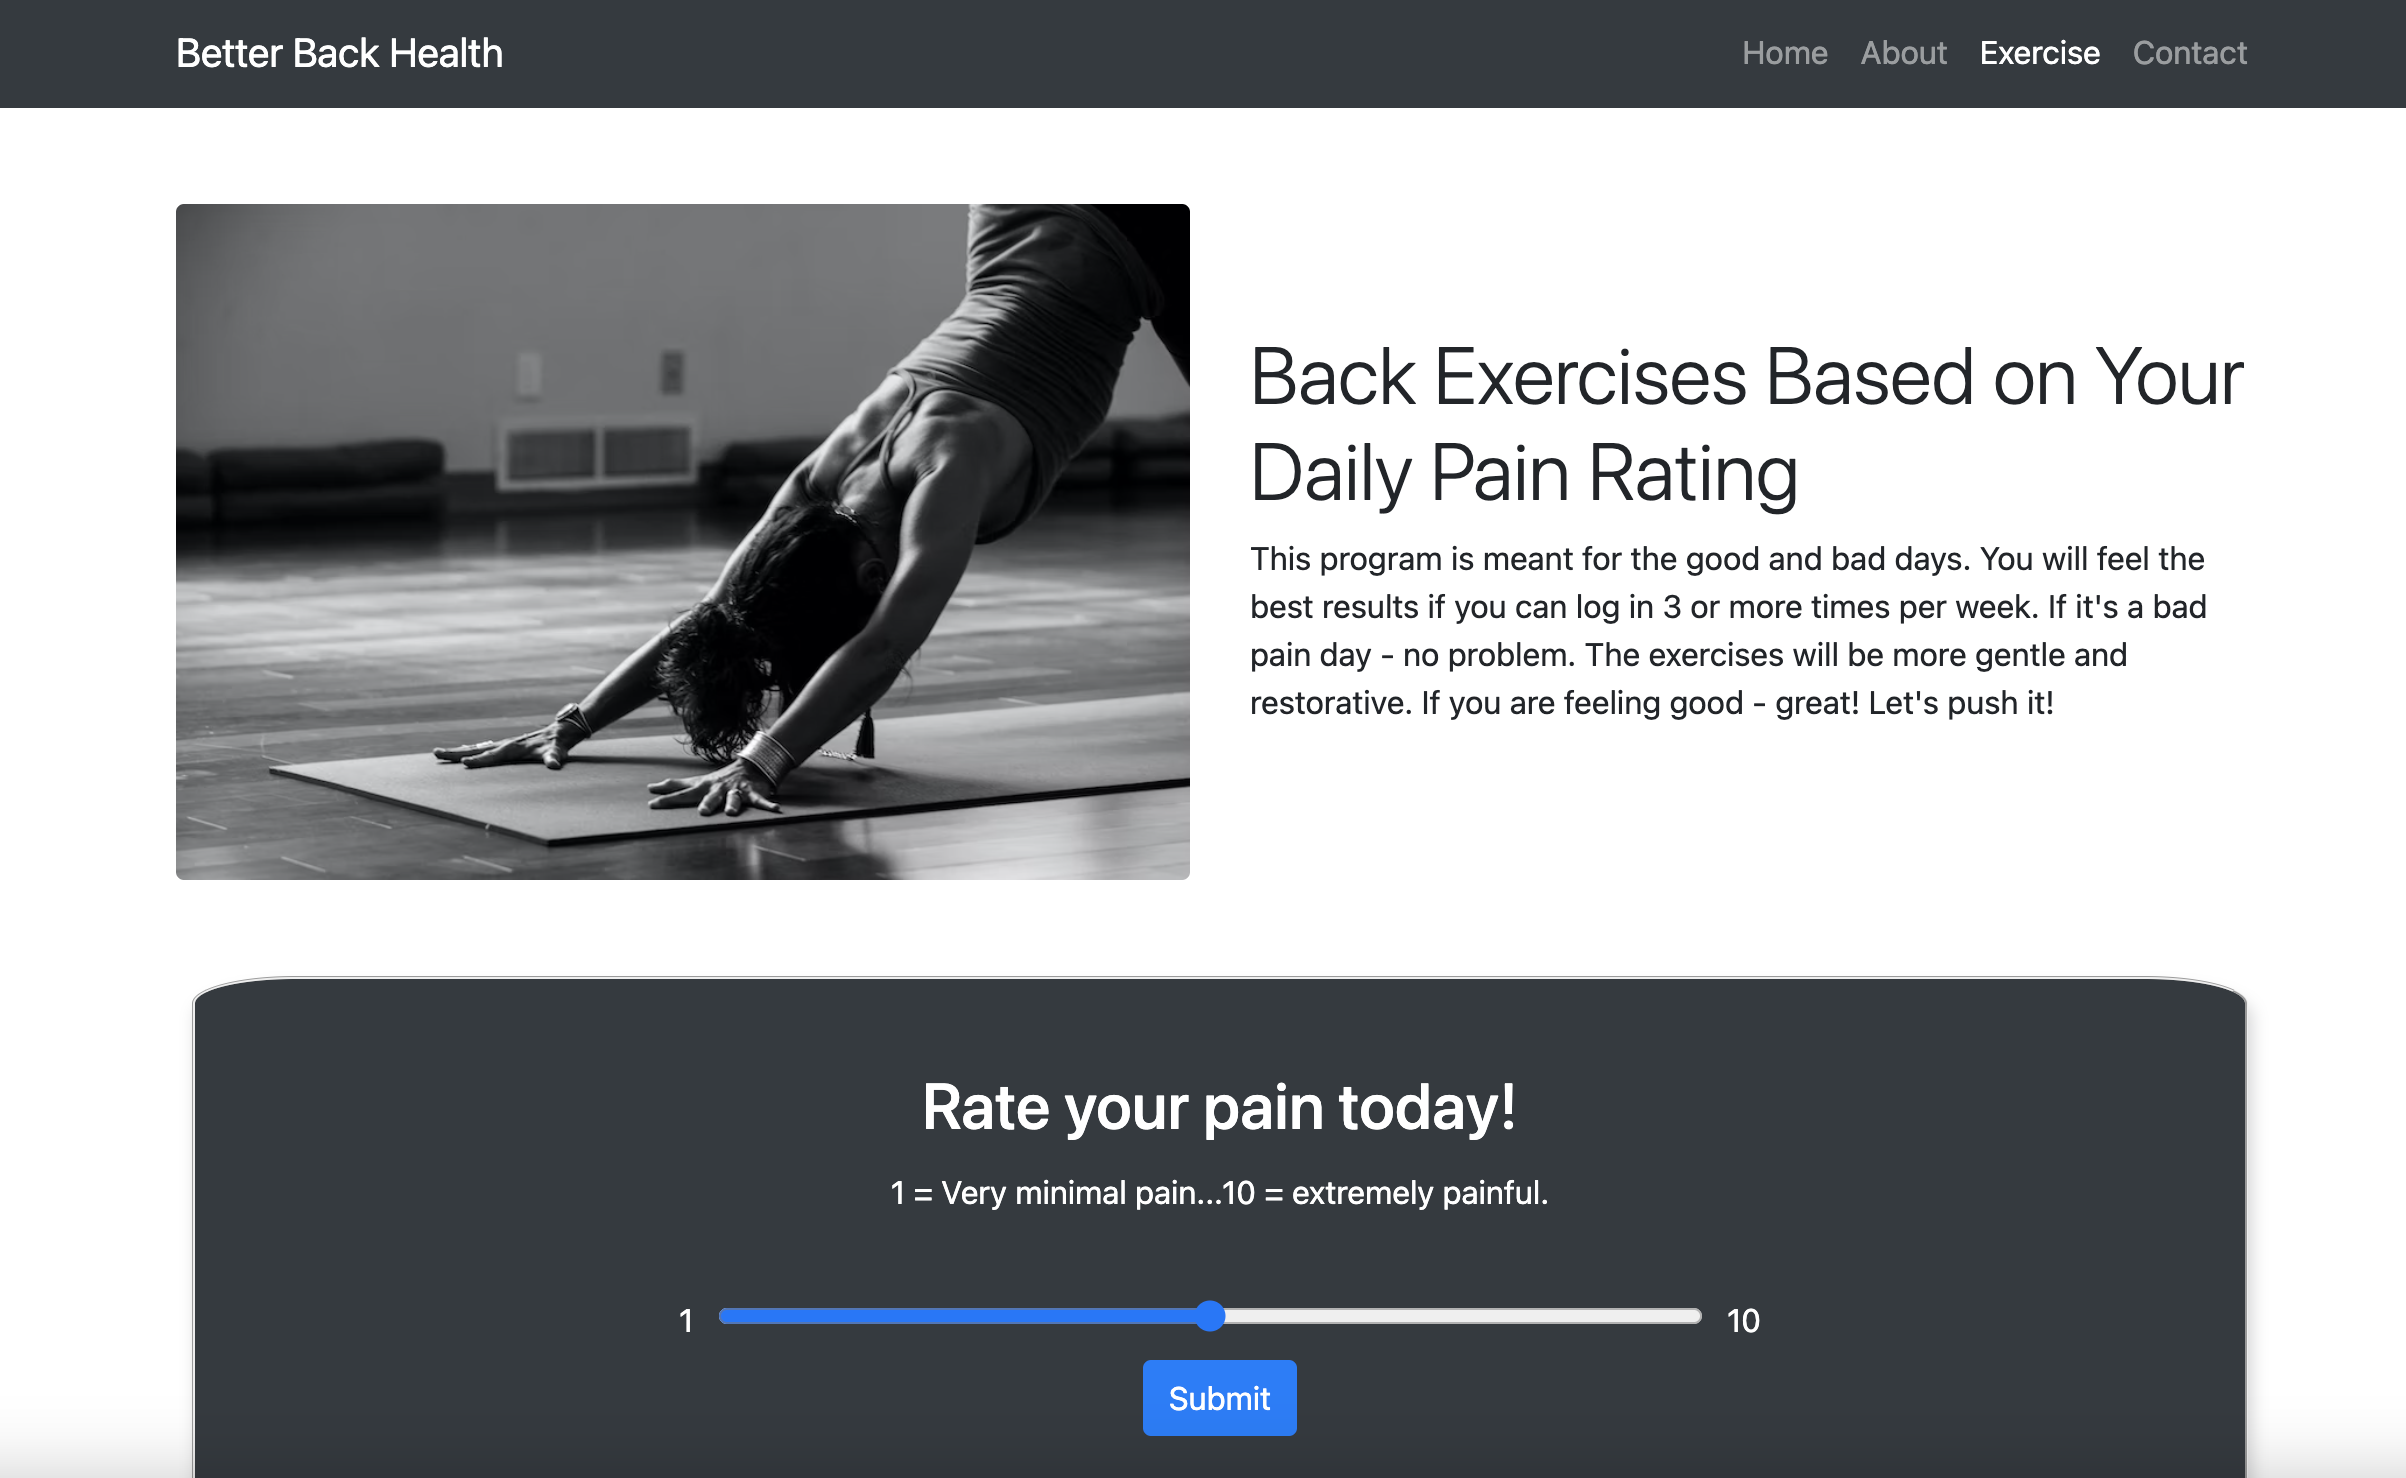 Better Back Health
Home About Exercise Contact
Back Exercises Based on Your
Daily Pain Rating
This program is meant for the good and bad days. You will feel the
best results if you can log in 3 or more times per week. If it's a bad
pain day - no problem. The exercises will be more gentle and
restorative. If you are feeling good - great! Let's push it!
Rate your pain today!
1 = Very minimal pain...10 = extremely painful.
1 10
Submit